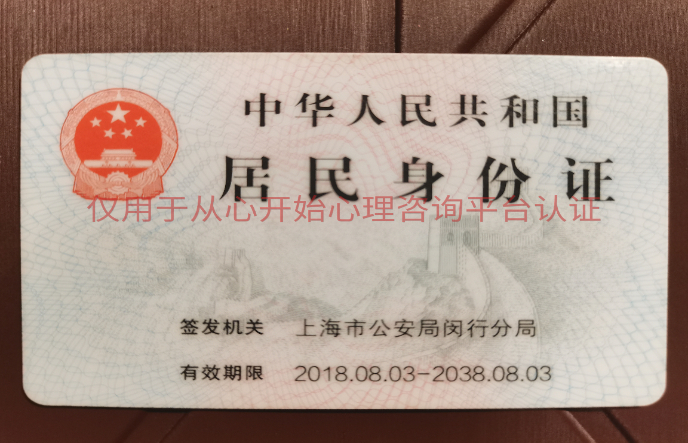 中华人民共和国
居民身份证
仅用于从心开始心理咨询平台认证
签发机关 上海市公安局闵行分局
有效期限 2018.08.03-2038.08.03